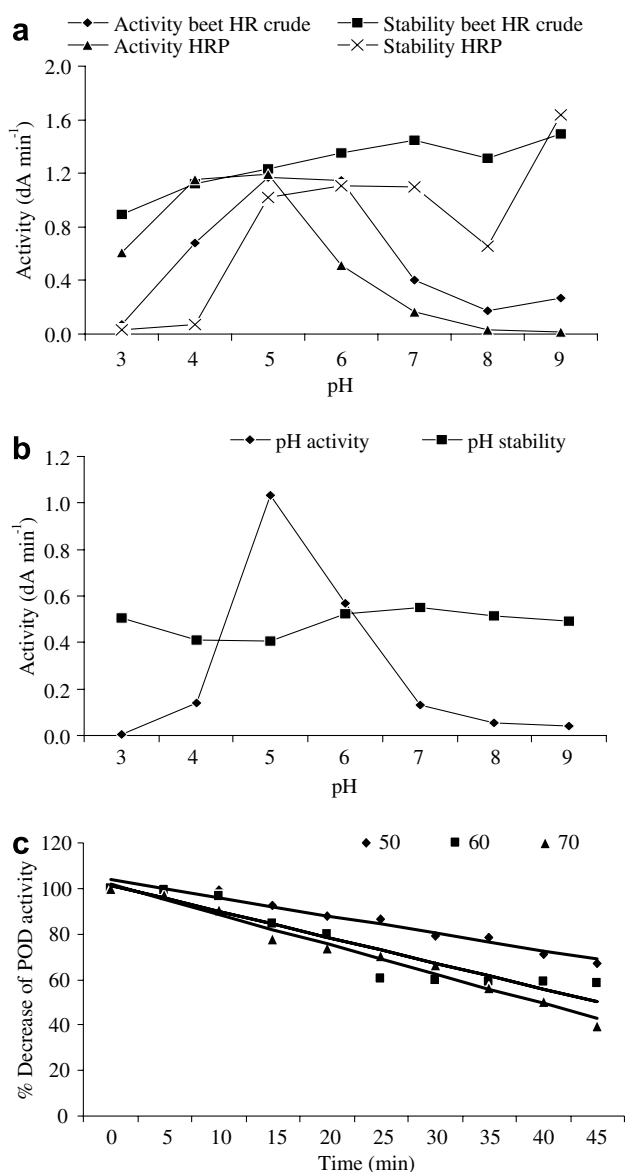 a
Activity beet HR crude
Stability beet HR crude
Activity HRP
Stability HRP
2.0
1.6
1.2
0.8
0.4
0.0
Activity (dA min-1)
3 4 5 6 7 8 9
pH
b
pH activity
pH stability
1.2
1.0
0.8
0.6
0.4
0.2
0.0
Activity (dA min-1)
3 4 5 6 7 8 9
pH
c
50 60 70
120
100
80
60
40
20
0
% Decrease of POD activity
0 5 10 15 20 25 30 35 40 45
Time (min)